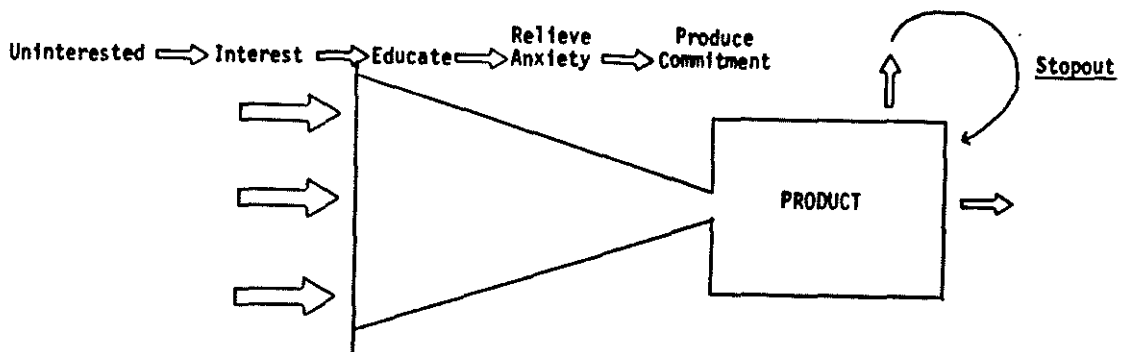 Uninterested Interest Educate Relieve Anxiety Produce Commitment
Stopout
PRODUCT